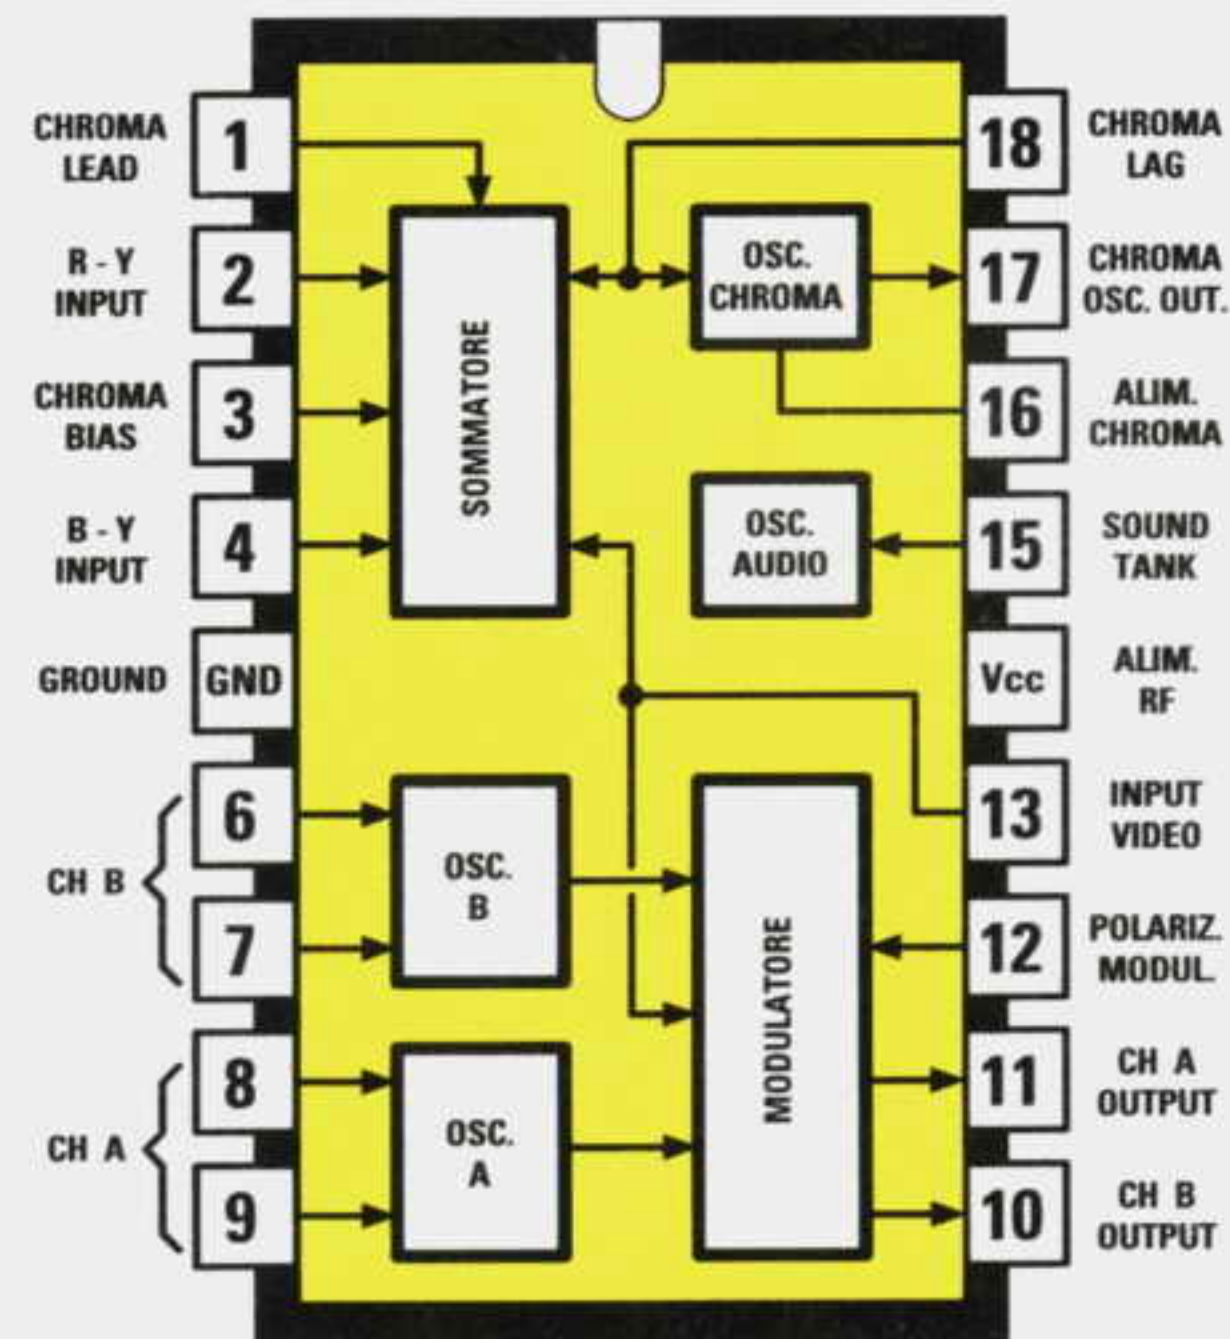 CHROMA
LEAD
1
R - Y
INPUT
2
CHROMA
BIAS
3
B - Y
INPUT
4
GROUND
GND
CH B
6
7
CH A
8
9
SOMMATORE
OSC.
CHROMA
OSC.
AUDIO
OSC.
B
OSC.
A
MODULATORE
18
CHROMA
LAG
17
CHROMA
OSC. OUT.
16
ALIM.
CHROMA
15
SOUND
TANK
Vcc
ALIM.
RF
13
INPUT
VIDEO
12
POLARIZ.
MODUL.
11
CH A
OUTPUT
10
CH B
OUTPUT